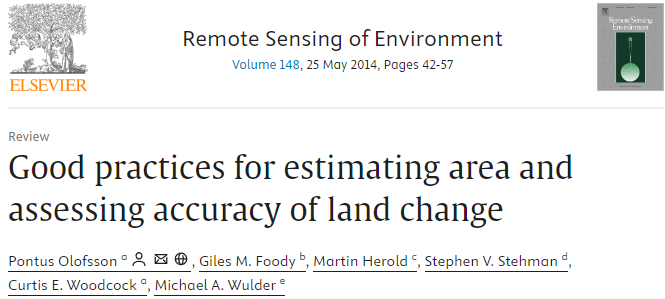 Remote Sensing of Environment
Volume 148, 25 May 2014, Pages 42-57
ELSEVIER
Remote Sensing
Environment
Review
Good practices for estimating area and
assessing accuracy of land change
Pontus Olofsson a, Giles M. Foody b, Martin Herold c, Stephen V. Stehman d,
Curtis E. Woodcock a, Michael A. Wulder e